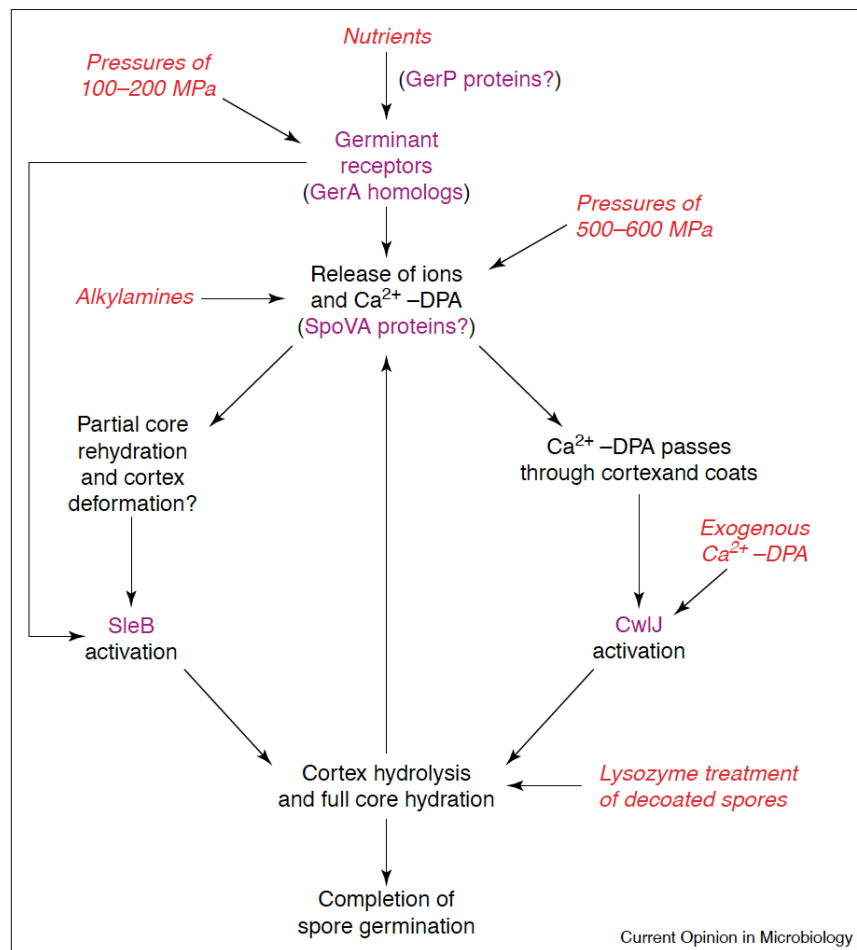 Nutrients
Pressures of
100–200 MPa
(GerP proteins?)
Germinant
receptors
(GerA homologs)
Pressures of
500–600 MPa
Alkylamines
Release of ions
and Ca2+ –DPA
(SpoVA proteins?)
Partial core
rehydration
and cortex
deformation?
Ca2+ –DPA passes
through cortexand coats
Exogenous
Ca2+ –DPA
SleB
activation
CwlJ
activation
Cortex hydrolysis
and full core hydration
Lysozyme treatment
of decoated spores
Completion of
spore germination
Current Opinion in Microbiology